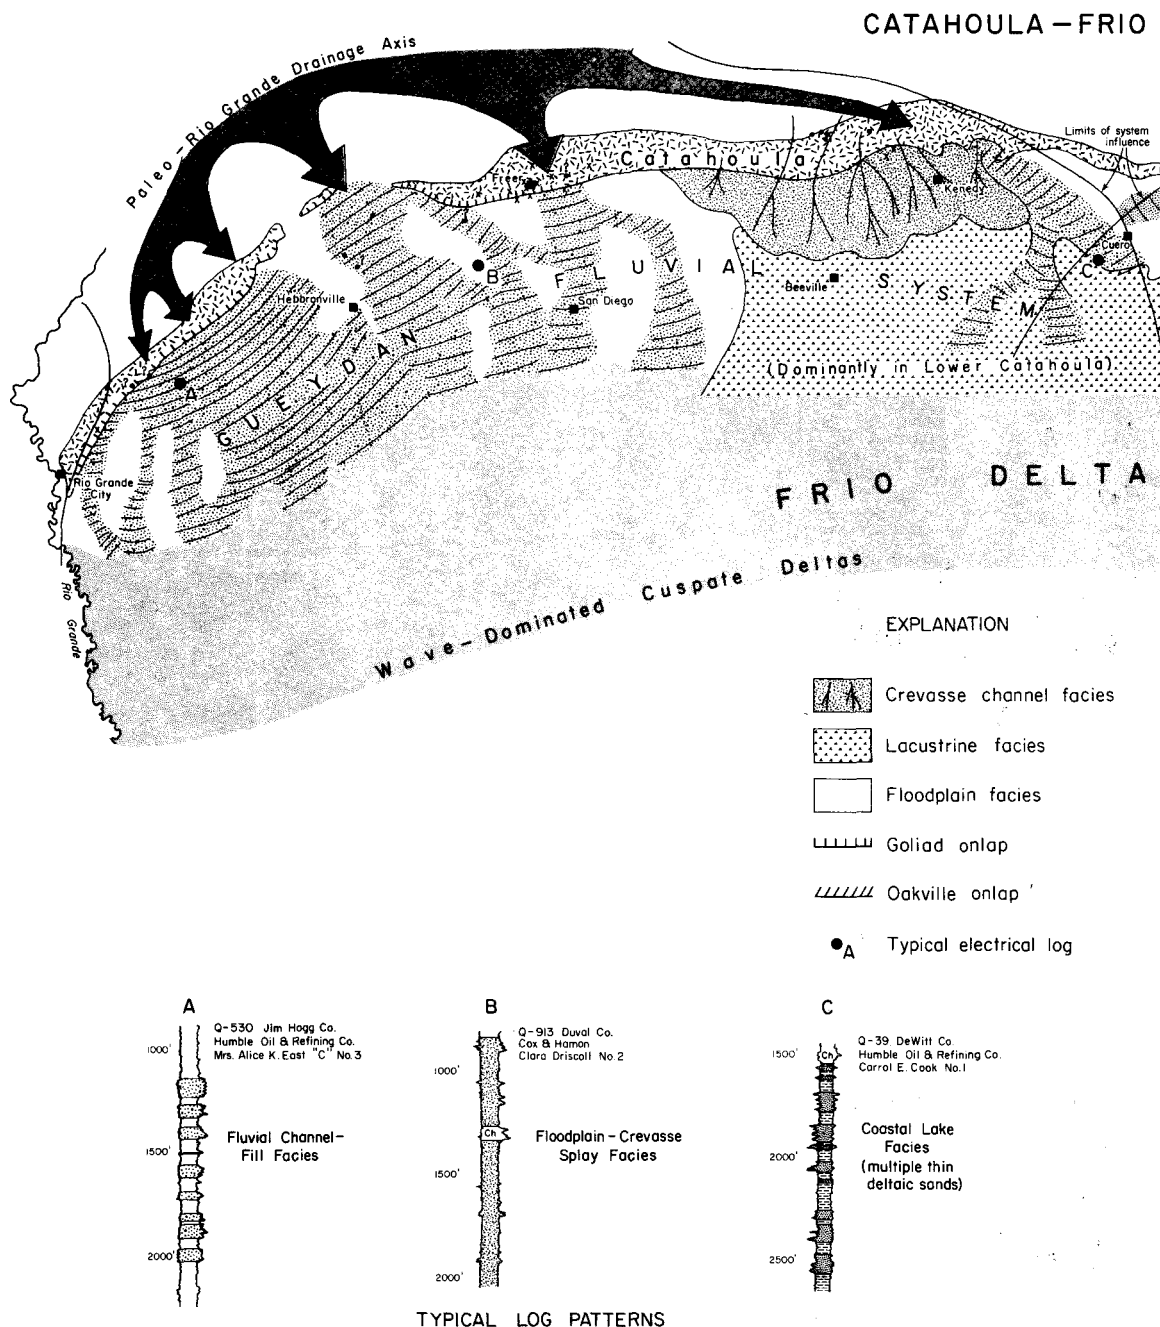 CATAHOULA-FRIO
Paleo-Rio Grande Drainage Axis
Limits of system
influence
Catahoula
Freer
Kenedy
Cuero
C
B
FLUVIAL
SYSTEM
Beeville
San Diego
Hebbronville
GUEYDAN
A
(Dominantly in Lower Catahoula)
Rio Grande
City
FRIO DELTA
Rio Grande
Wave-Dominated Cuspate Deltas
EXPLANATION
Crevasse channel facies
Lacustrine facies
Floodplain facies
Goliad onlap
Oakville onlap
A Typical electrical log
A
Q-530 Jim Hogg Co.
Humble Oil & Refining Co.
Mrs. Alice K. East "C" No.3
1000'
Fluvial Channel-
Fill Facies
1500'
2000'
B
Q-913 Duval Co.
Cox & Hamon
Clara Driscoll No.2
1000'
Ch
Floodplain-Crevasse
Splay Facies
1500'
2000'
C
Q-39 DeWitt Co.
Humble Oil & Refining Co.
Carrol E. Cook No.1
1500'
Ch
Coastal Lake
Facies
(multiple thin
deltaic sands)
2000'
2500'
TYPICAL LOG PATTERNS